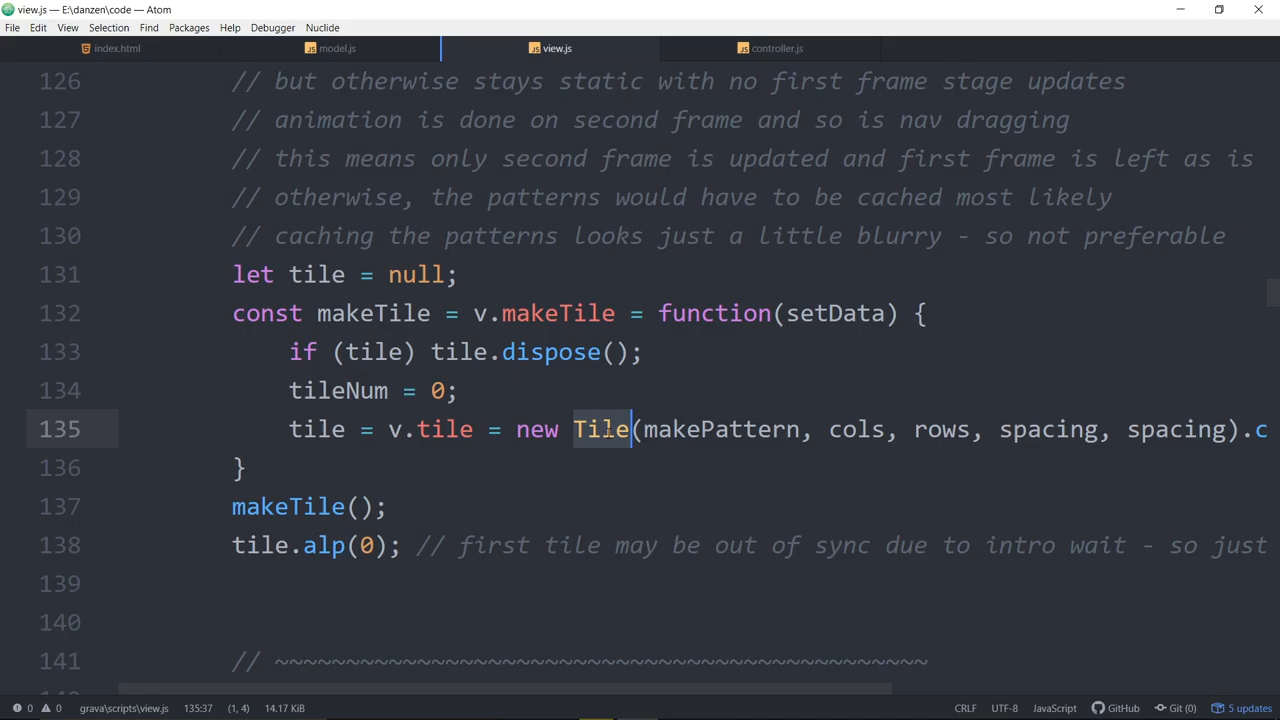 view.js — E:\danzen\code — Atom
File Edit View Selection Find Packages Help Debugger Nuclide
index.html model.js view.js controller.js
126 // but otherwise stays static with no first frame stage updates
127 // animation is done on second frame and so is nav dragging
128 // this means only second frame is updated and first frame is left as is
129 // otherwise, the patterns would have to be cached most likely
130 // caching the patterns looks just a little blurry - so not preferable
131 let tile = null;
132 const makeTile = v.makeTile = function(setData) {
133 if (tile) tile.dispose();
134 tileNum = 0;
135 tile = v.tile = new Tile(makePattern, cols, rows, spacing, spacing).c
136 }
137 makeTile();
138 tile.alp(0); // first tile may be out of sync due to intro wait - so just
139
140
141 // ~~~~~~~~~~~~~~~~~~~~~~~~~~~~~~~~~~~~~~~~~~~~~~
0 0 grava\scripts\view.js 135:37 (1, 4) 14.17 KiB CRLF UTF-8 JavaScript GitHub Git (0) 5 updates